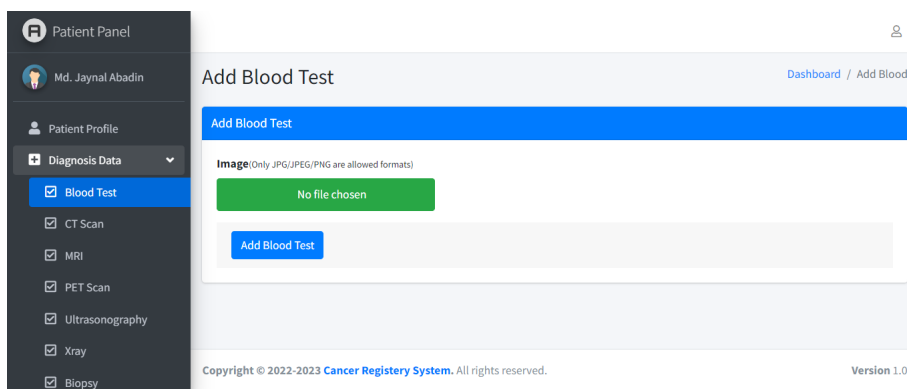 Patient Panel
Md. Jaynal Abadin
Patient Profile
Diagnosis Data
Blood Test
CT Scan
MRI
PET Scan
Ultrasonography
Xray
Biopsy
Add Blood Test
Dashboard / Add Blood
Add Blood Test
Image(Only JPG/JPEG/PNG are allowed formats)
No file chosen
Add Blood Test
Copyright © 2022-2023 Cancer Registery System. All rights reserved.
Version 1.0